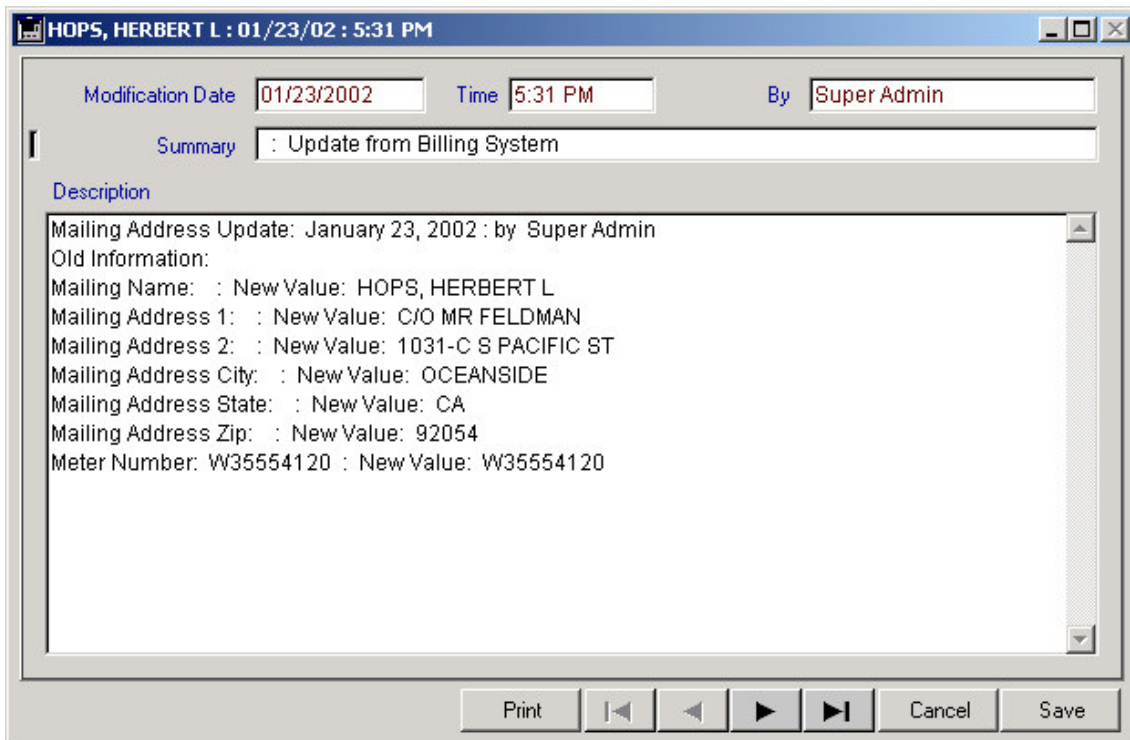 HOPS, HERBERT L : 01/23/02 : 5:31 PM
Modification Date 01/23/2002 Time 5:31 PM By Super Admin
Summary : Update from Billing System
Description
Mailing Address Update: January 23, 2002 : by Super Admin
Old Information:
Mailing Name: : New Value: HOPS, HERBERT L
Mailing Address 1: : New Value: C/O MR FELDMAN
Mailing Address 2: : New Value: 1031-C S PACIFIC ST
Mailing Address City: : New Value: OCEANSIDE
Mailing Address State: : New Value: CA
Mailing Address Zip: : New Value: 92054
Meter Number: W35554120 : New Value: W35554120
Print Cancel Save